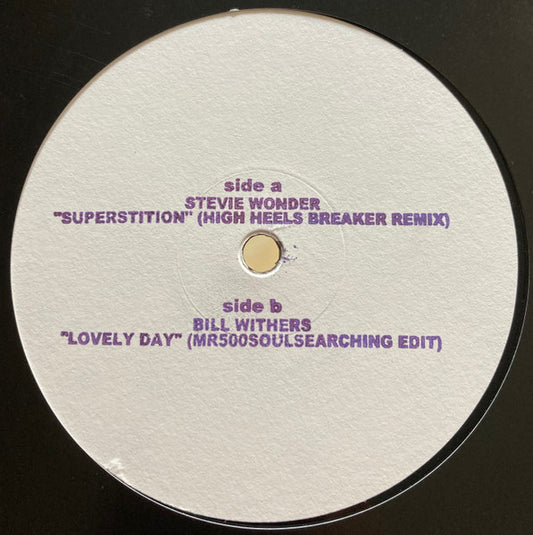 side a
STEVIE WONDER
"SUPERSTITION" (HIGH HEELS BREAKER REMIX)
side b
BILL WITHERS
"LOVELY DAY" (MR500SOULSEARCHING EDIT)